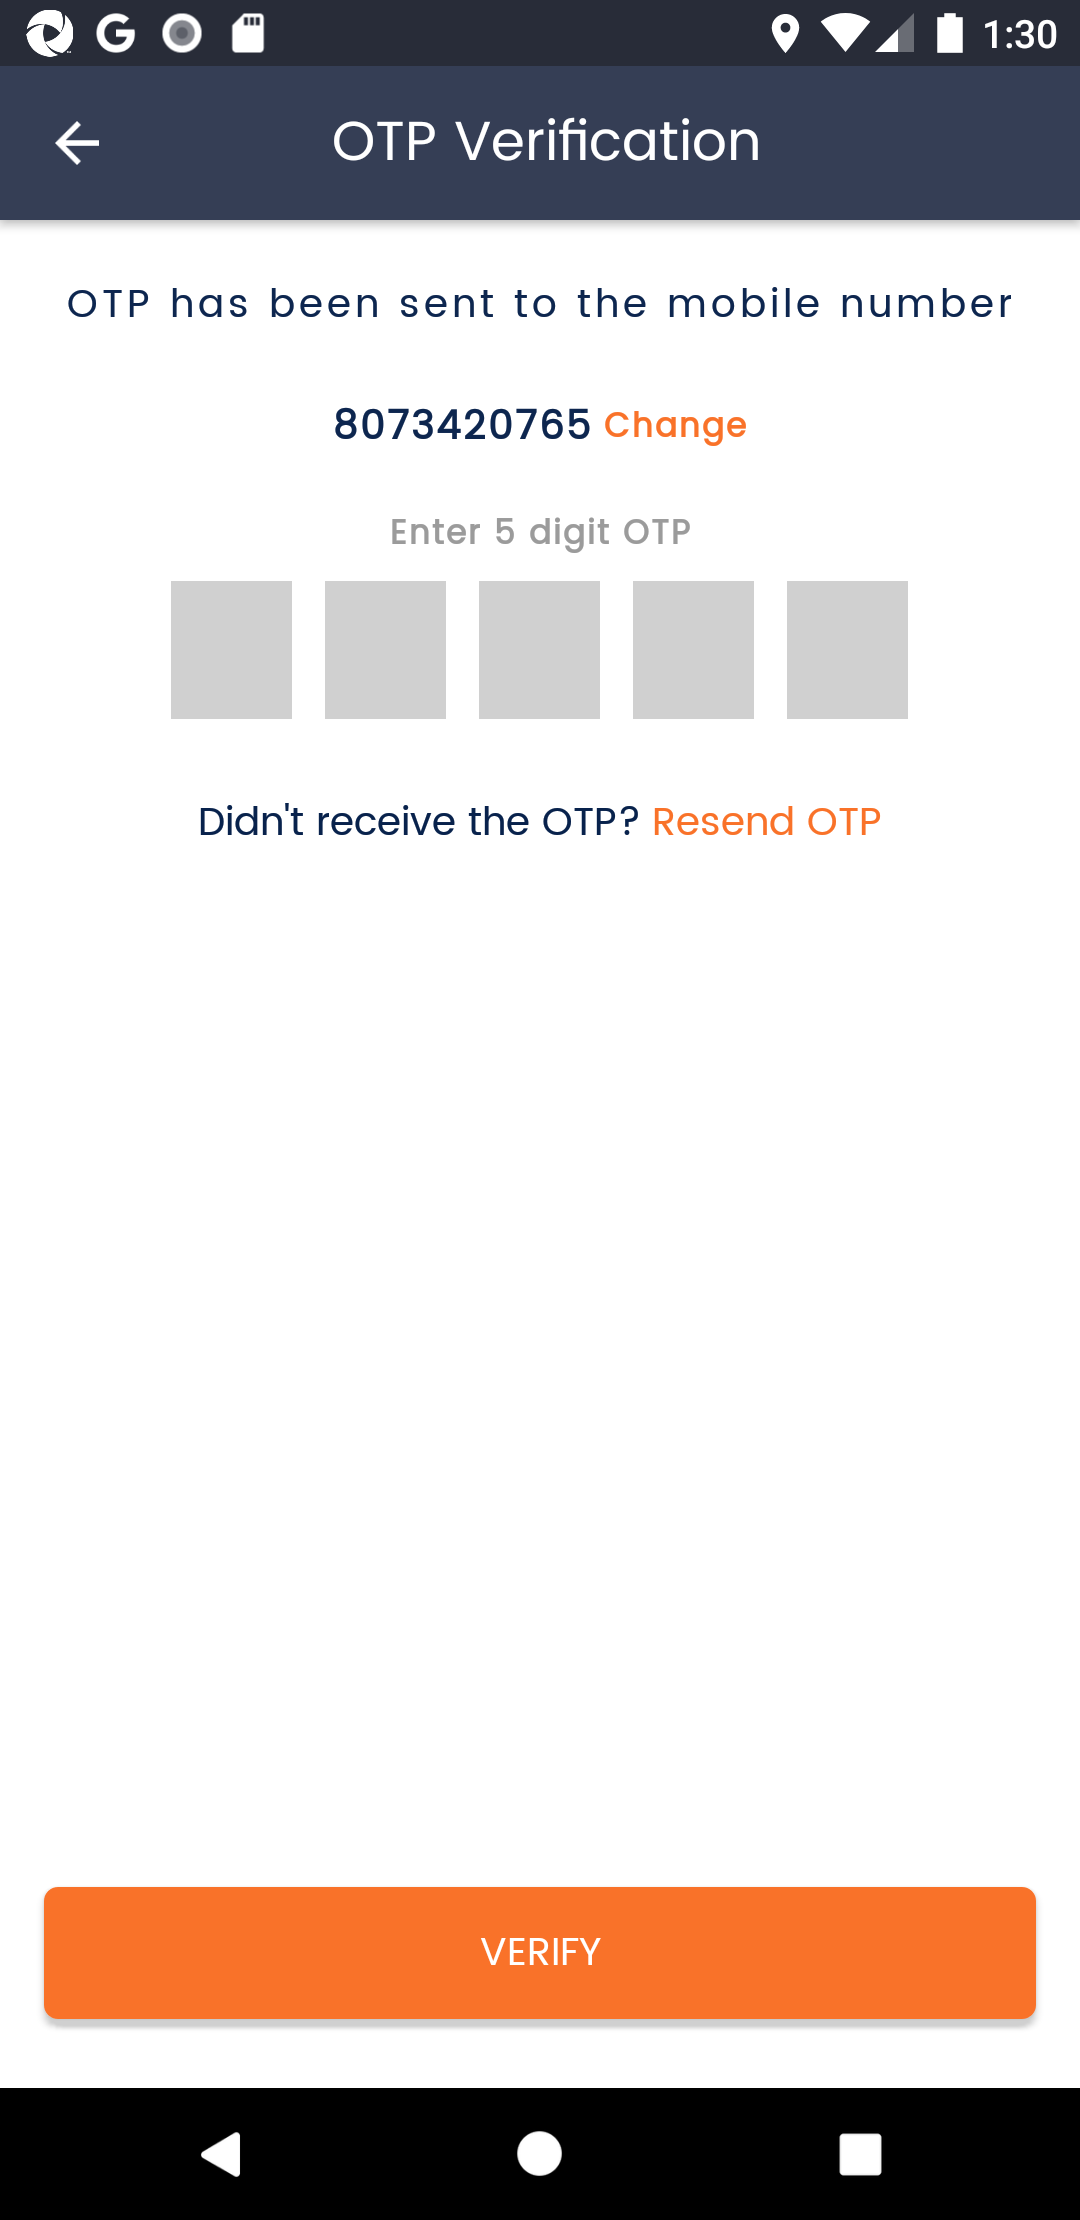 1:30
OTP Verification
OTP has been sent to the mobile number
8073420765 Change
Enter 5 digit OTP
Didn't receive the OTP? Resend OTP
VERIFY